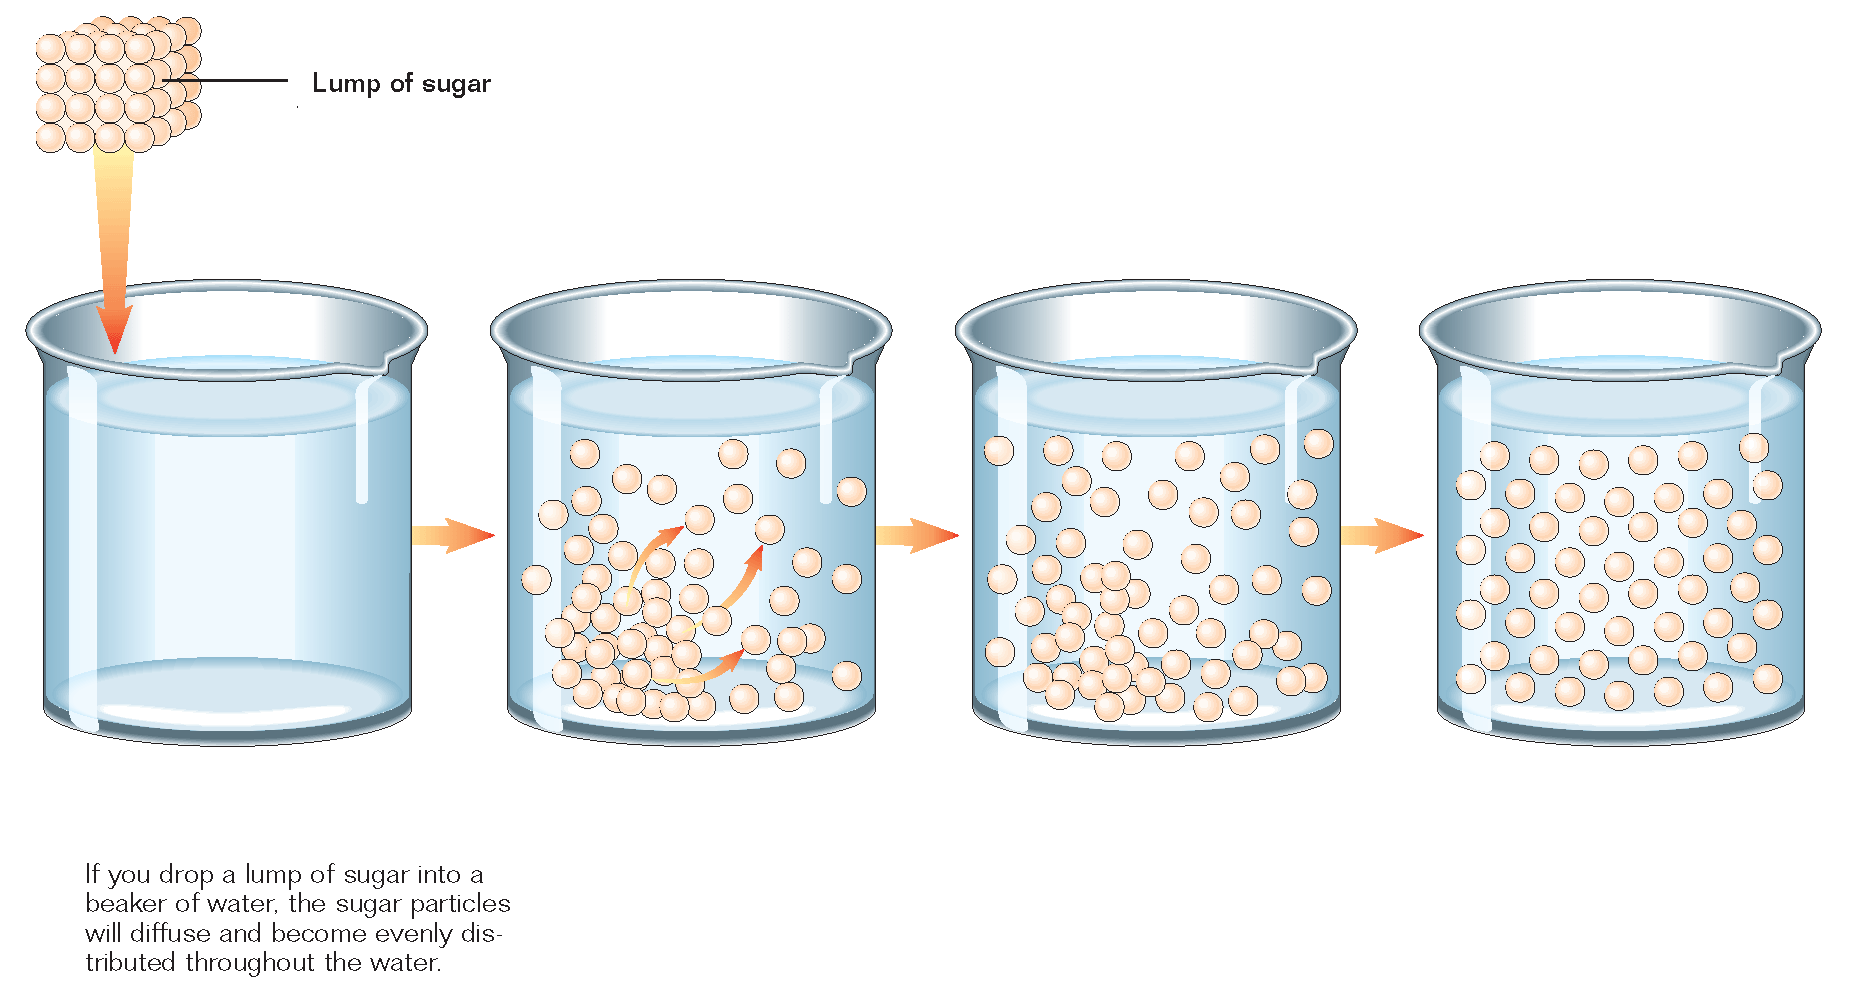 Lump of sugar
If you drop a lump of sugar into a
beaker of water, the sugar particles
will diffuse and become evenly dis-
tributed throughout the water.